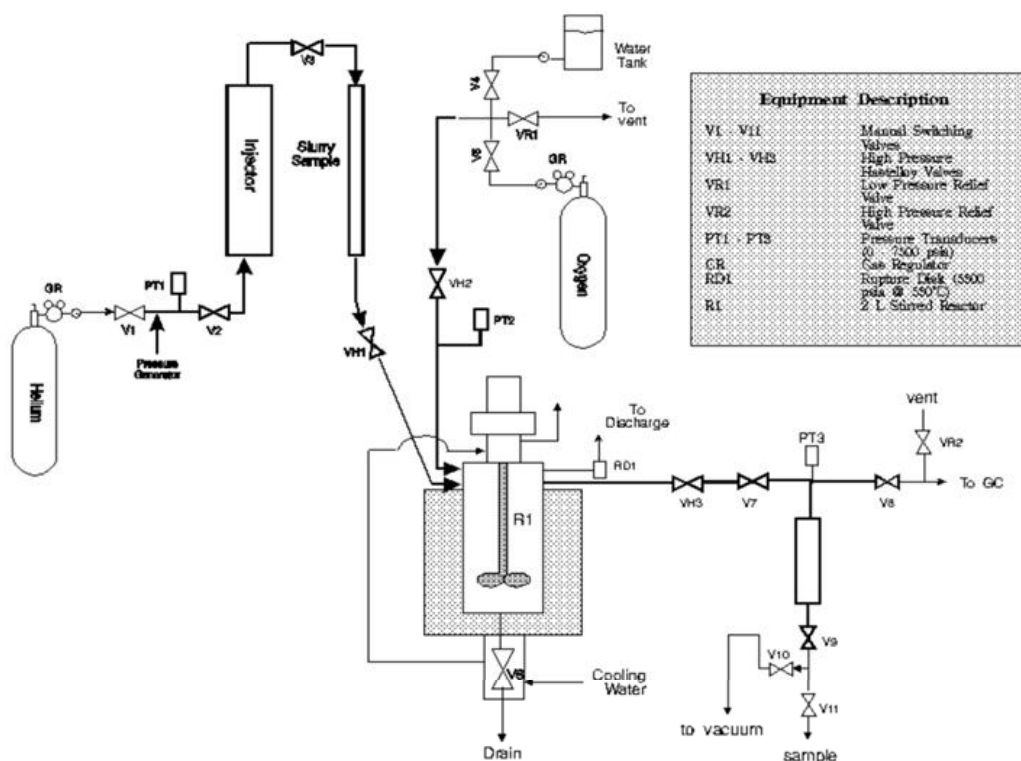 V3
Injector
Slurry
Sample
Water
Tank
V4
To
vent
VR1
GR
Oxygen
VH2
PT2
GR
PT1
V1
V2
Pressure
Generator
Helium
VH1
Equipment Description
V1 - V11 Manual Switching
Valves
VH1 - VH3 High Pressure
Hastelloy Valves
VR1 Low Pressure Relief
Valve
VR2 High Pressure Relief
Valve
PT1 - PT3 Pressure Transducers
(0 7500 psia)
GR Gas Regulator
RD1 Rupture Disk
R1 2 L Stirred Reactor
To
Discharge
RD1
R1
VH3
V7
PT3
V8
vent
VR2
To GC
V9
V10
V11
to vacuum
sample
Cooling
Water
Drain